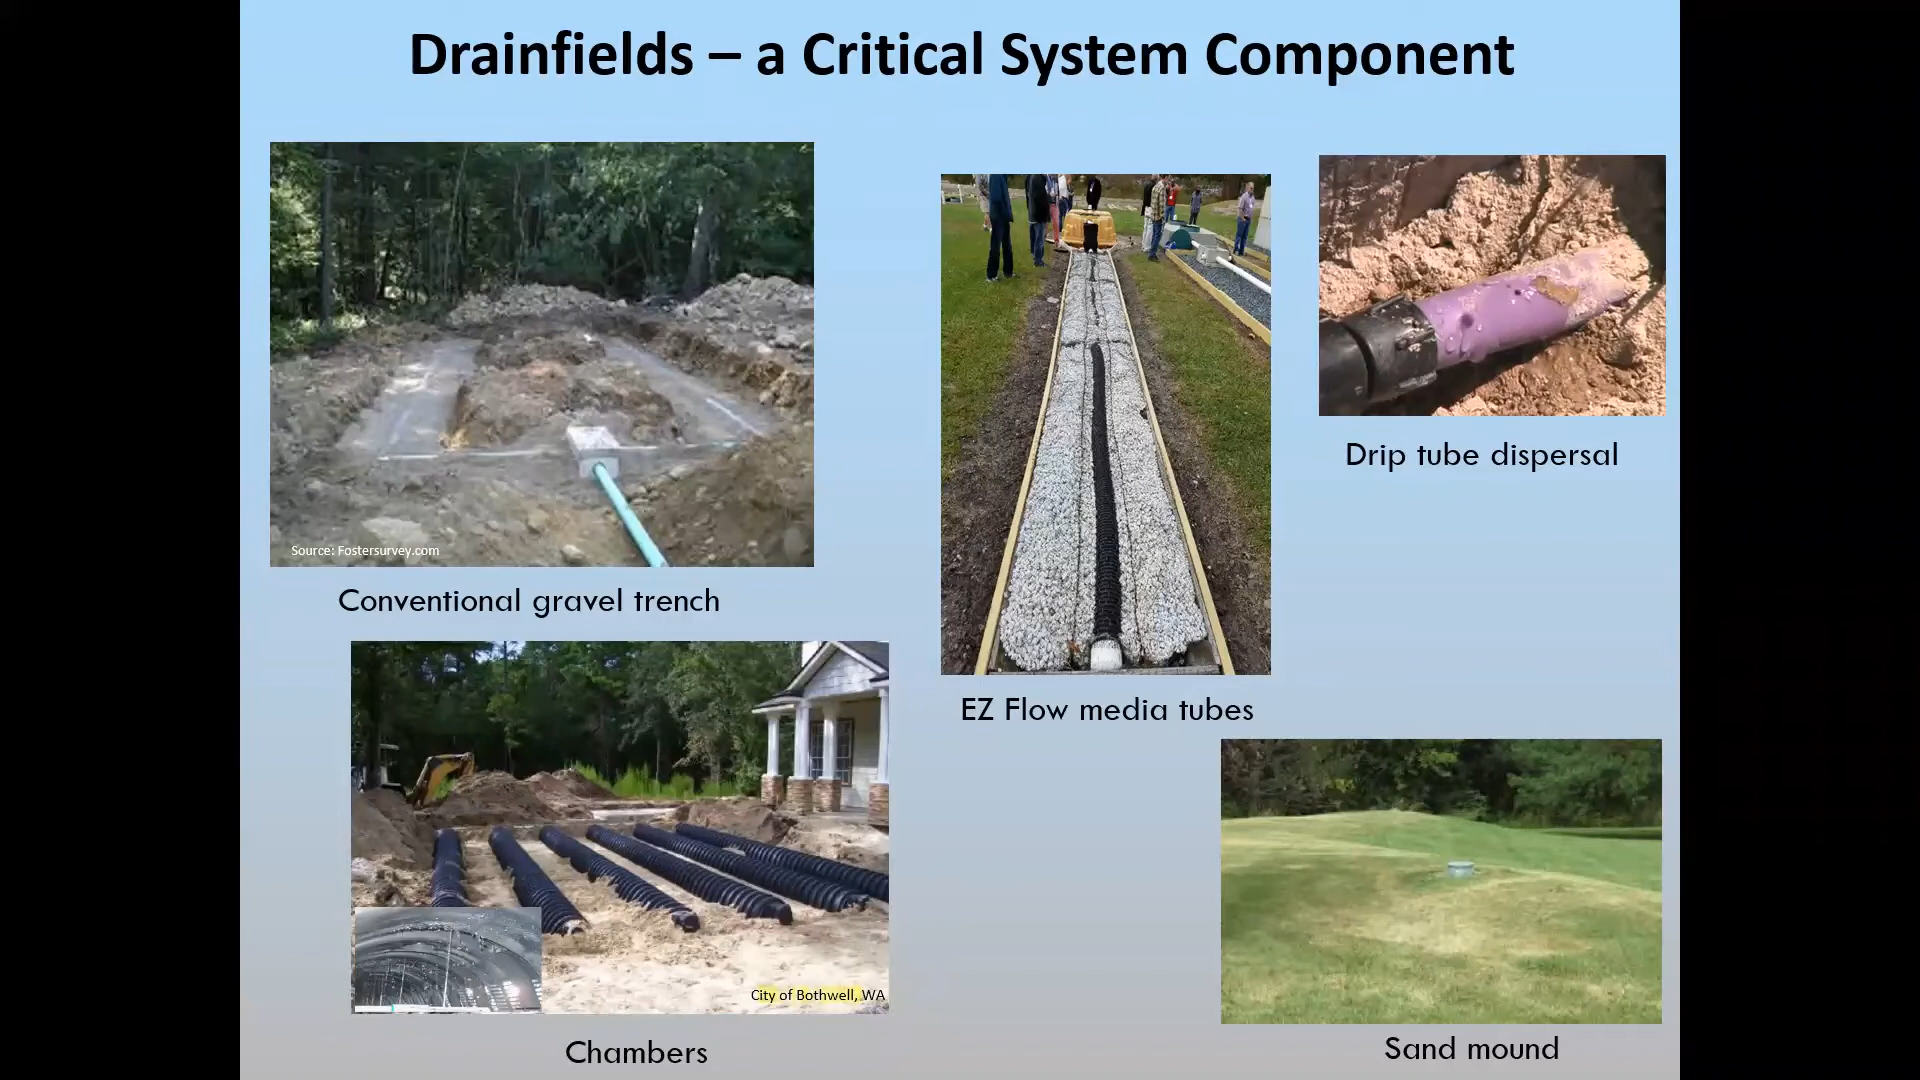 Drainfields – a Critical System Component
Source: Fostersurvey.com
Conventional gravel trench
Drip tube dispersal
EZ Flow media tubes
City of Bothwell, WA
Chambers
Sand mound